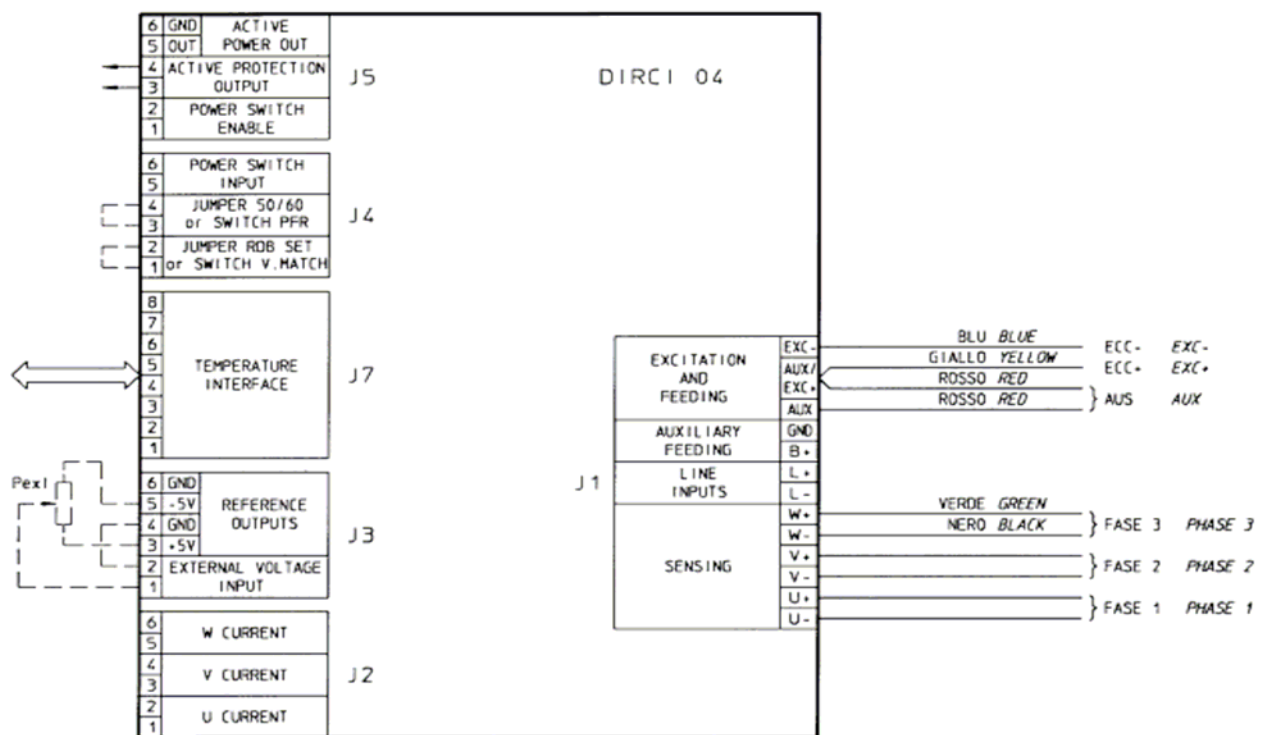 6 GND ACTIVE
5 OUT POWER OUT
4 ACTIVE PROTECTION
3 OUTPUT
2 POWER SWITCH
1 ENABLE
J5
DIRCI 04
6 POWER SWITCH
5 INPUT
4 JUMPER 50/60
3 or SWITCH PFR
2 JUMPER ROB SET
1 or SWITCH V.MATCH
J4
8
7
6
5 TEMPERATURE
4 INTERFACE
3
2
1
J7
Pext
6 GND
5 -5V REFERENCE
4 GND OUTPUTS
3 +5V
2 EXTERNAL VOLTAGE
1 INPUT
J3
6
5 W CURRENT
4
3 V CURRENT
2
1 U CURRENT
J2
J1
EXCITATION
AND
FEEDING
EXC-
AUX/
EXC+
AUX
AUXILIARY
FEEDING
GND
B+
LINE
INPUTS
L+
L-
SENSING
W+
W-
V+
V-
U+
U-
BLU BLUE ECC- EXC-
GIALLO YELLOW ECC+ EXC+
ROSSO RED
ROSSO RED } AUS AUX
VERDE GREEN
NERO BLACK } FASE 3 PHASE 3
} FASE 2 PHASE 2
} FASE 1 PHASE 1